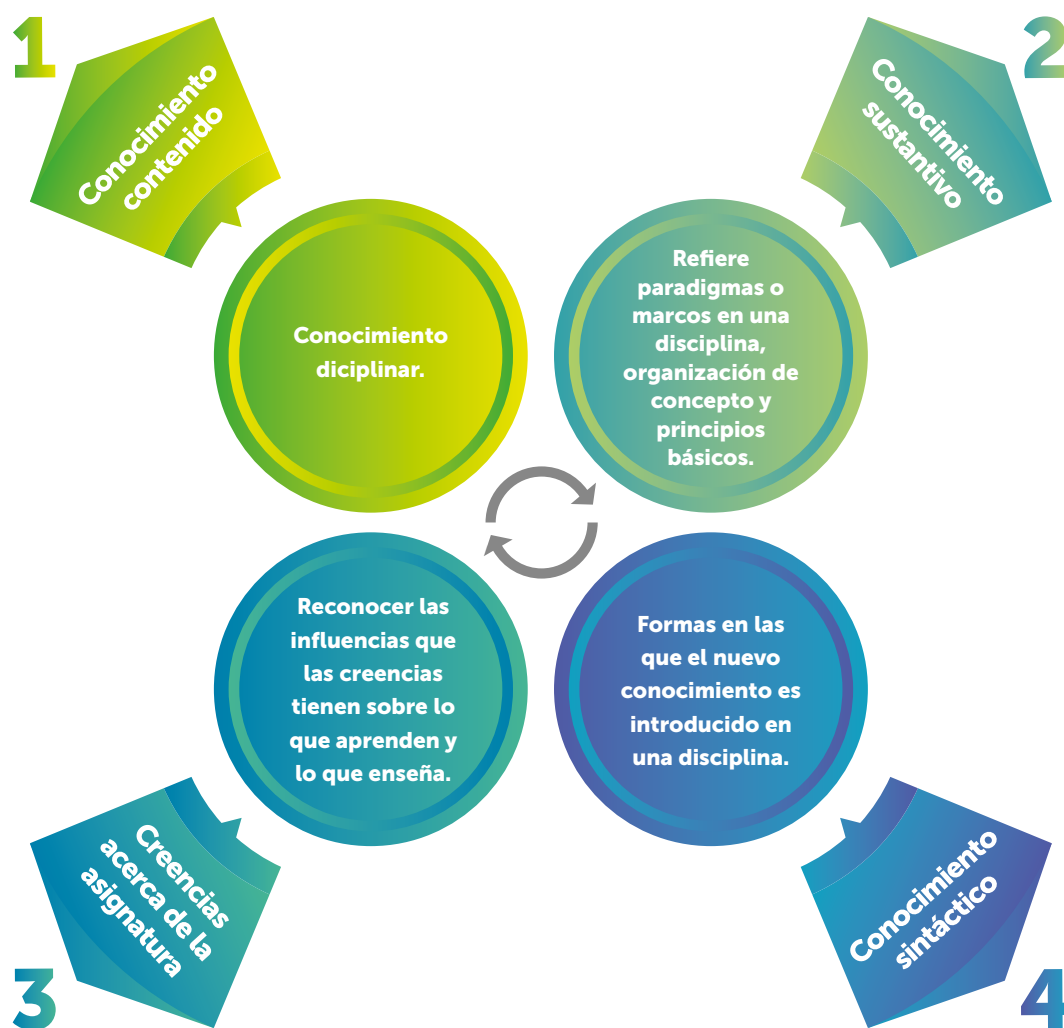 1
Conocimiento
contenido
Conocimiento
diciplinar.
2
Conocimiento
sustantivo
Refiere
paradigmas o
marcos en una
disciplina,
organización de
concepto y
principios
básicos.
3
Creencias
acerca de la
asignatura
Reconocer las
influencias que
las creencias
tienen sobre lo
que aprenden y
lo que enseña.
4
Conocimiento
sintáctico
Formas en las
que el nuevo
conocimiento es
introducido en
una disciplina.